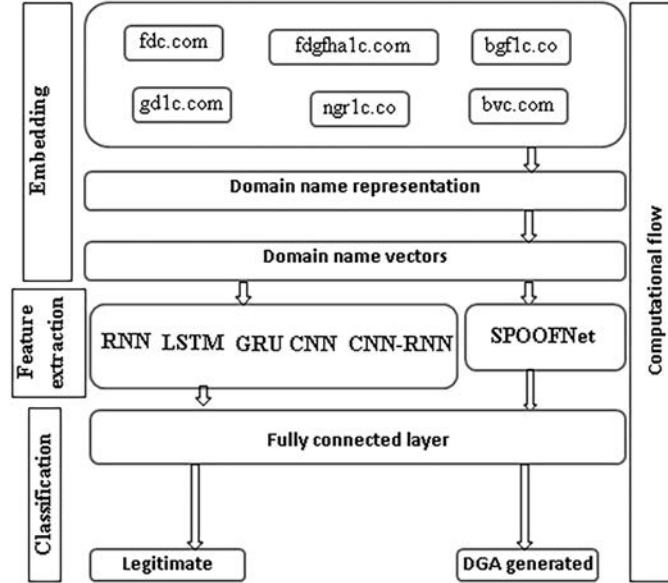 Embedding
fdc.com
fdgfha1c.com
bgf1c.co
gd1c.com
ngr1c.co
bvc.com
Domain name representation
Domain name vectors
Feature
extraction
RNN LSTM GRU CNN CNN-RNN
SPOOFNet
Classification
Fully connected layer
Legitimate
DGA generated
Computational flow